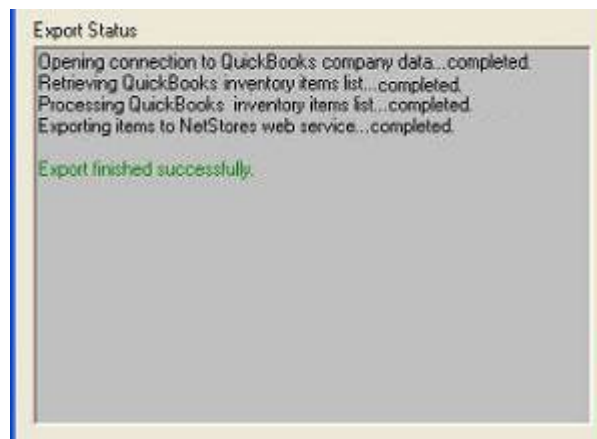 Export Status
Opening connection to QuickBooks company data...completed.
Retrieving QuickBooks inventory items list...completed.
Processing QuickBooks inventory items list...completed.
Exporting items to NetStores web service...completed.
Export finished successfully.